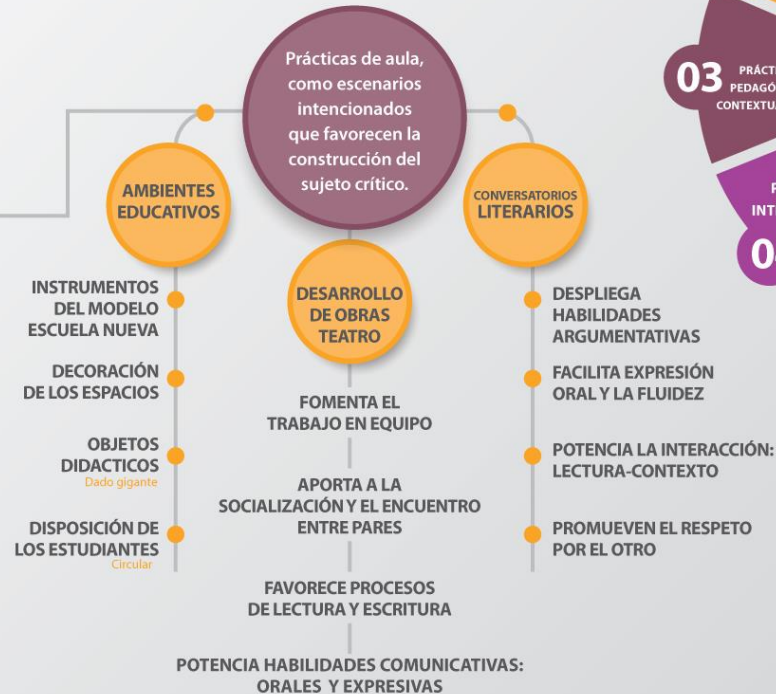 Prácticas de aula,
como escenarios
intencionados
que favorecen la
construcción del
sujeto crítico.
AMBIENTES
EDUCATIVOS
INSTRUMENTOS
DEL MODELO
ESCUELA NUEVA
DECORACIÓN
DE LOS ESPACIOS
OBJETOS
DIDACTICOS
Dado gigante
DISPOSICIÓN DE
LOS ESTUDIANTES
Circular
DESARROLLO
DE OBRAS
TEATRO
FOMENTA EL
TRABAJO EN EQUIPO
APORTA A LA
SOCIALIZACIÓN Y EL ENCUENTRO
ENTRE PARES
FAVORECE PROCESOS
DE LECTURA Y ESCRITURA
POTENCIA HABILIDADES COMUNICATIVAS:
ORALES Y EXPRESIVAS
CONVERSATORIOS
LITERARIOS
DESPLIEGA
HABILIDADES
ARGUMENTATIVAS
FACILITA EXPRESIÓN
ORAL Y LA FLUIDEZ
POTENCIA LA INTERACCIÓN:
LECTURA-CONTEXTO
PROMUEVEN EL RESPETO
POR EL OTRO
03